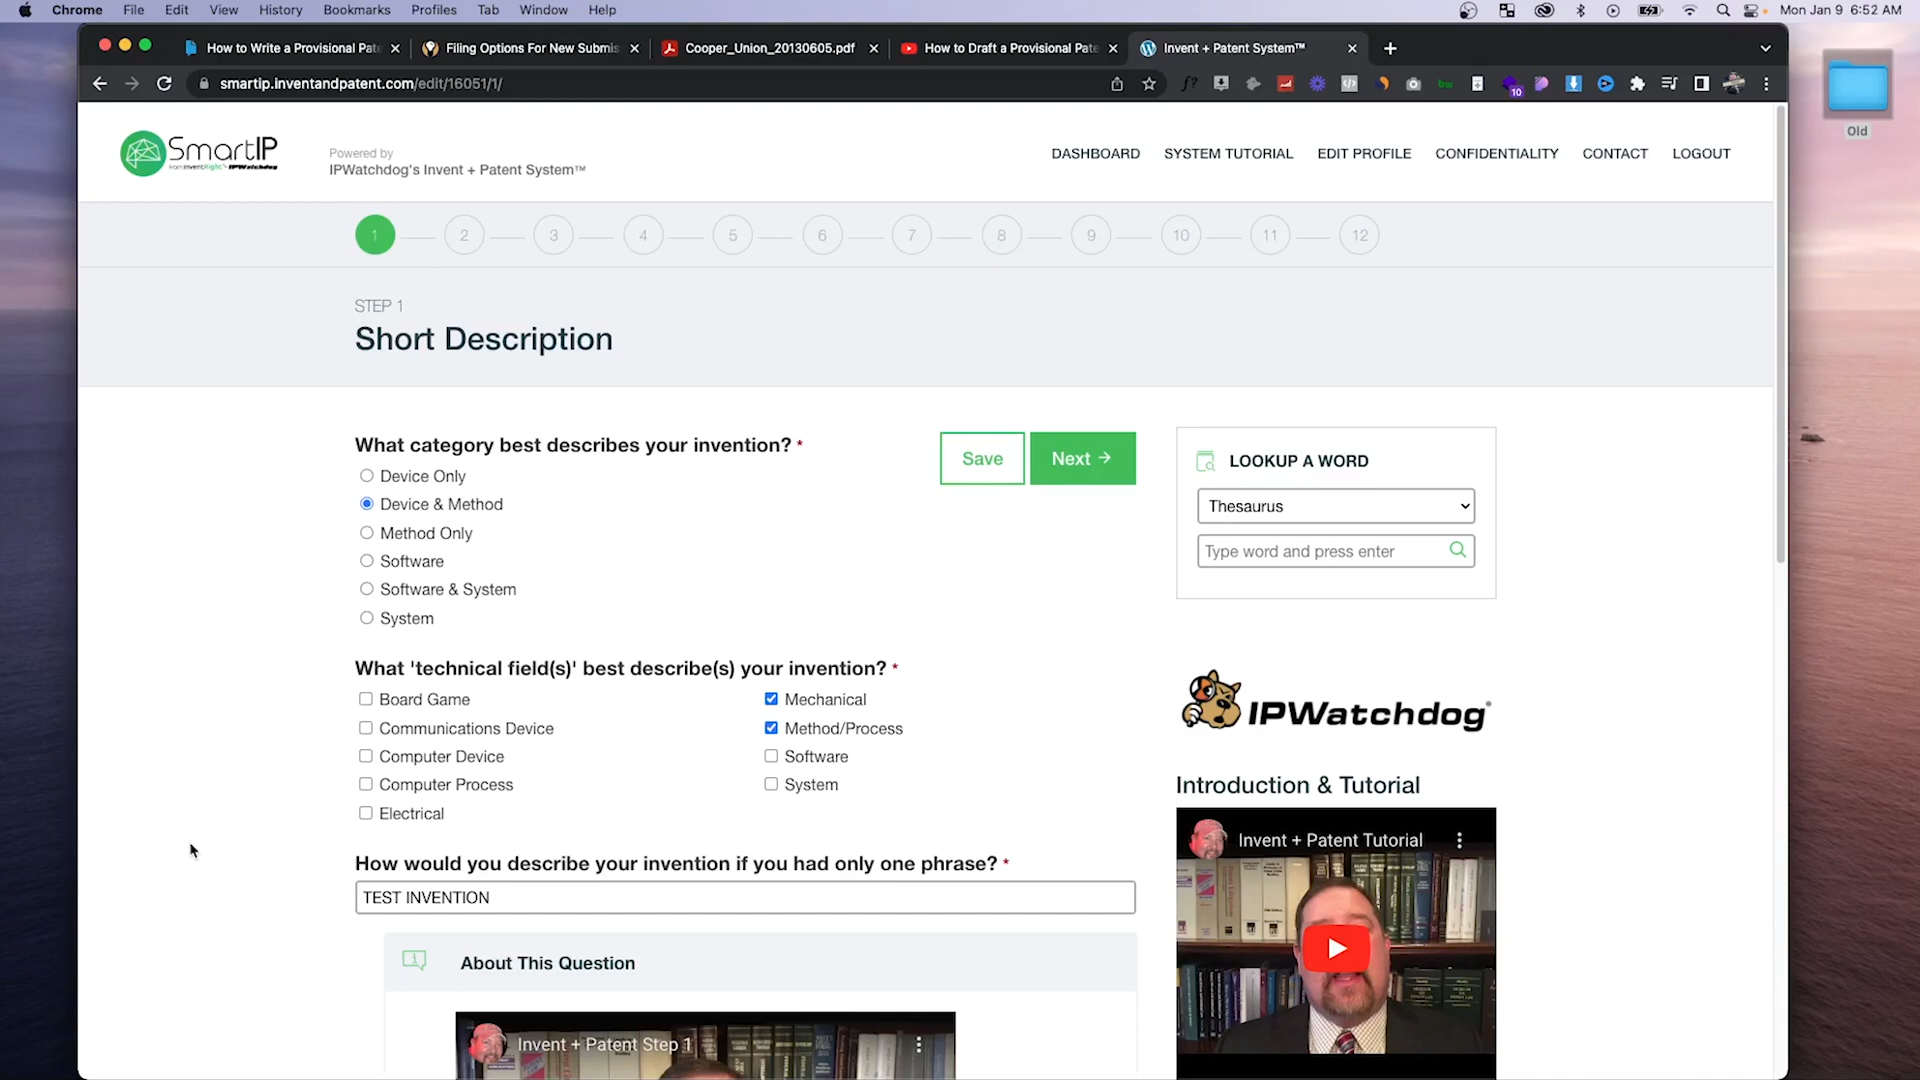 Chrome File Edit View History Bookmarks Profiles Tab Window Help
Mon Jan 9 6:52 AM
How to Write a Provisional Pate
Filing Options For New Submis
Cooper_Union_20130605.pdf
How to Draft a Provisional Pate
Invent + Patent System™
smartip.inventandpatent.com/edit/16051/1/
10
Old
SmartIP
from inventRight & IPWatchdog
Powered by
IPWatchdog's Invent + Patent System™
DASHBOARD SYSTEM TUTORIAL EDIT PROFILE CONFIDENTIALITY CONTACT LOGOUT
1 2 3 4 5 6 7 8 9 10 11 12
STEP 1
Short Description
What category best describes your invention? *
Device Only
Device & Method
Method Only
Software
Software & System
System
Save
Next →
LOOKUP A WORD
Thesaurus
Type word and press enter
What 'technical field(s)' best describe(s) your invention? *
Board Game
Communications Device
Computer Device
Computer Process
Electrical
Mechanical
Method/Process
Software
System
IPWatchdog®
Introduction & Tutorial
Invent + Patent Tutorial
How would you describe your invention if you had only one phrase? *
TEST INVENTION
About This Question
Invent + Patent Step 1